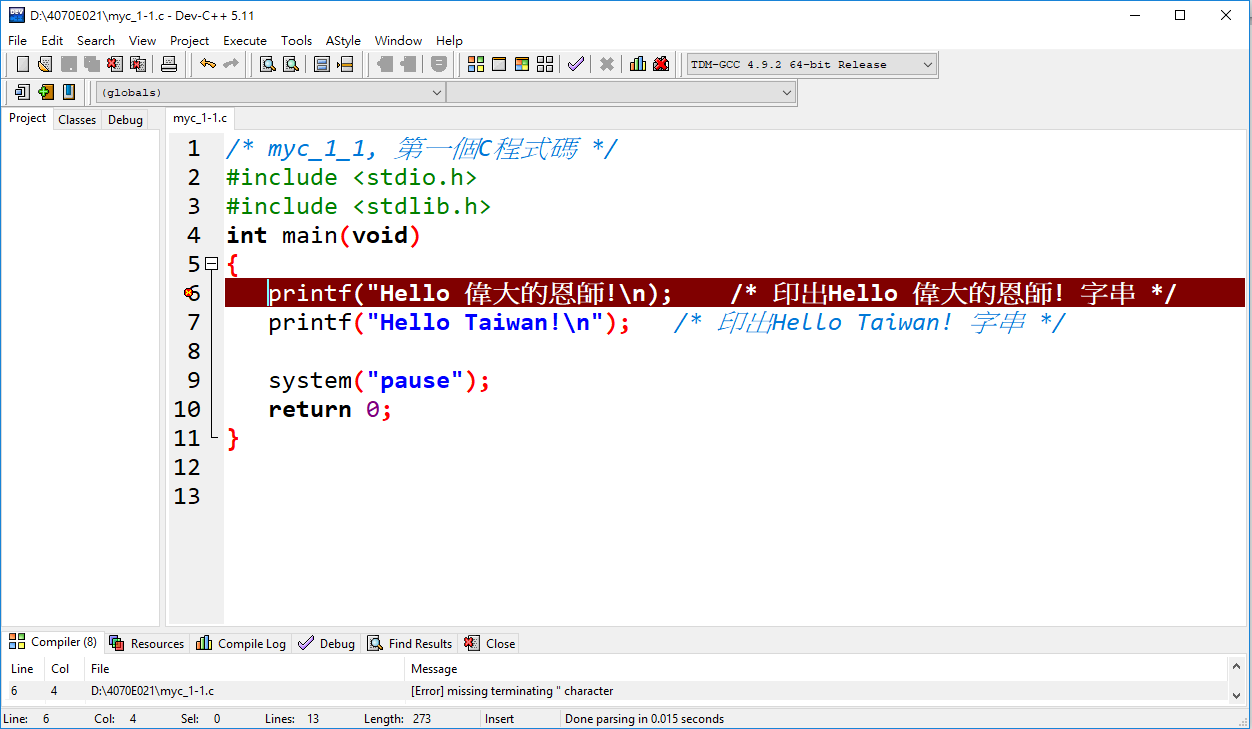 D:\4070E021\myc_1-1.c - Dev-C++ 5.11
File Edit Search View Project Execute Tools AStyle Window Help
TDM-GCC 4.9.2 64-bit Release
(globals)
Project Classes Debug
myc_1-1.c
1 /* myc_1_1, 第一個C程式碼 */
2 #include <stdio.h>
3 #include <stdlib.h>
4 int main(void)
5 {
6 printf("Hello 偉大的恩師!\n); /* 印出Hello 偉大的恩師! 字串 */
7 printf("Hello Taiwan!\n"); /* 印出Hello Taiwan! 字串 */
8
9 system("pause");
10 return 0;
11 }
12
13
Compiler (8) Resources Compile Log Debug Find Results Close
Line Col File Message
6 4 D:\4070E021\myc_1-1.c [Error] missing terminating " character
Line: 6 Col: 4 Sel: 0 Lines: 13 Length: 273 Insert Done parsing in 0.015 seconds